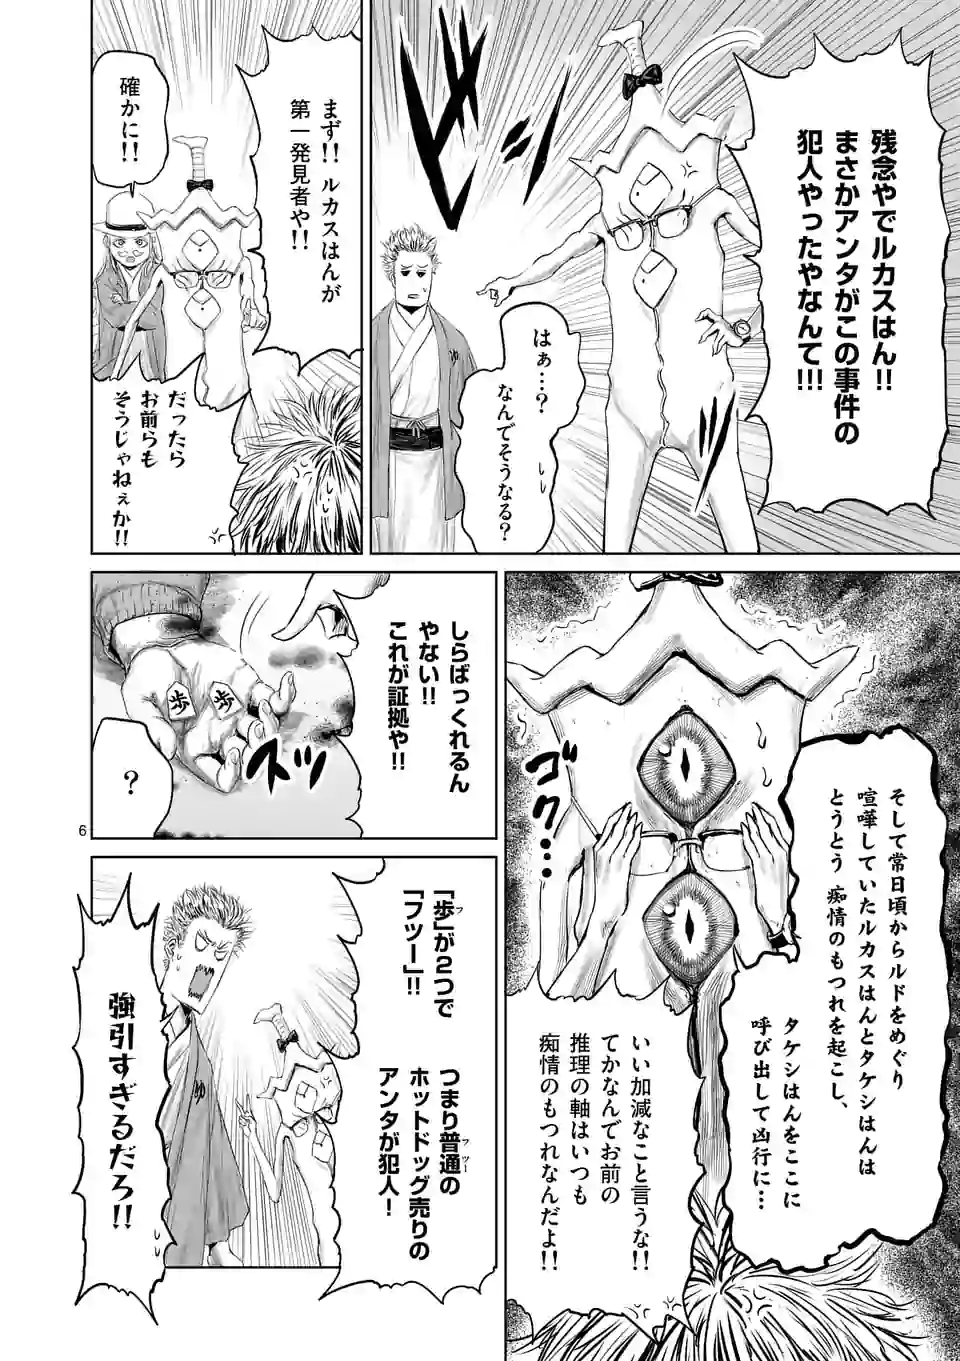 残念やでルカスはん!!
まさかアンタがこの事件の
犯人やったやなんて!!!
ビシッ
はぁ…?
なんでそうなる?
まず!! ルカスはんが
第一発見者や!!
確かに!!
だったら
お前らも
そうじゃねぇか!!
そして常日頃からルドをめぐり
喧嘩していたルカスはんとタケシはんは
とうとう 痴情のもつれを起こし、
タケシはんをここに
呼び出して凶行に…
ゴク…
いい加減なこと言うな!!
てかなんでお前の
推理の軸はいつも
痴情のもつれなんだよ!!
しらばっくれるん
やない!!
これが証拠や!!
歩
歩
ズッ
?
「歩」が2つで
フ
「フツー」!!
つまり普通の
フツー
ホットドッグ売りの
アンタが犯人!
ゆ
強引すぎるだろ!!
6